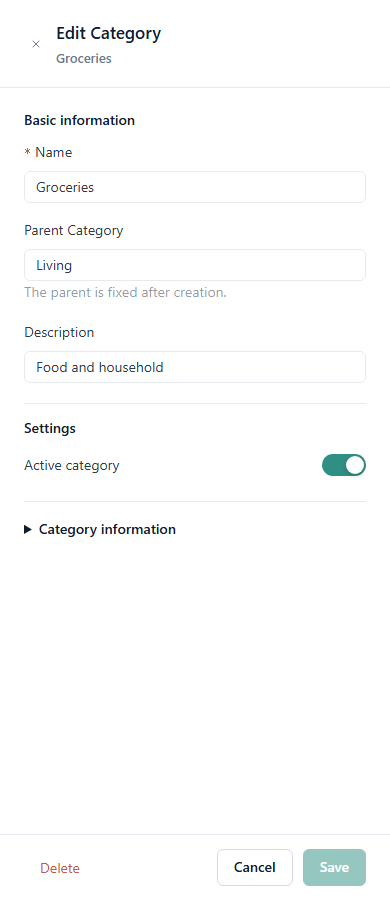 Edit Category
Groceries
Basic information
* Name
Groceries
Parent Category
Living
The parent is fixed after creation.
Description
Food and household
Settings
Active category
Category information
Delete
Cancel
Save